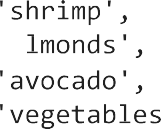 'shrimp',
lmonds',
'avocado',
'vegetables